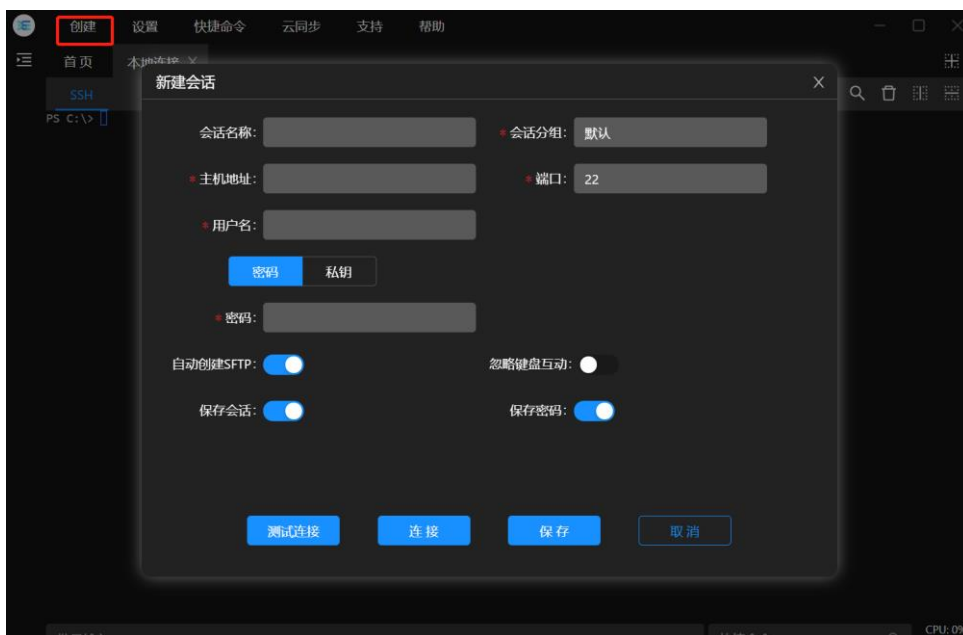 创建 设置 快捷命令 云同步 支持 帮助
首页 本地连接
新建会话
SSH
PS C:\>
会话名称: * 会话分组: 默认
* 主机地址: * 端口: 22
* 用户名:
密码 私钥
* 密码:
自动创建SFTP: 忽略键盘互动:
保存会话: 保存密码:
测试连接 连接 保存 取消
CPU: 0%